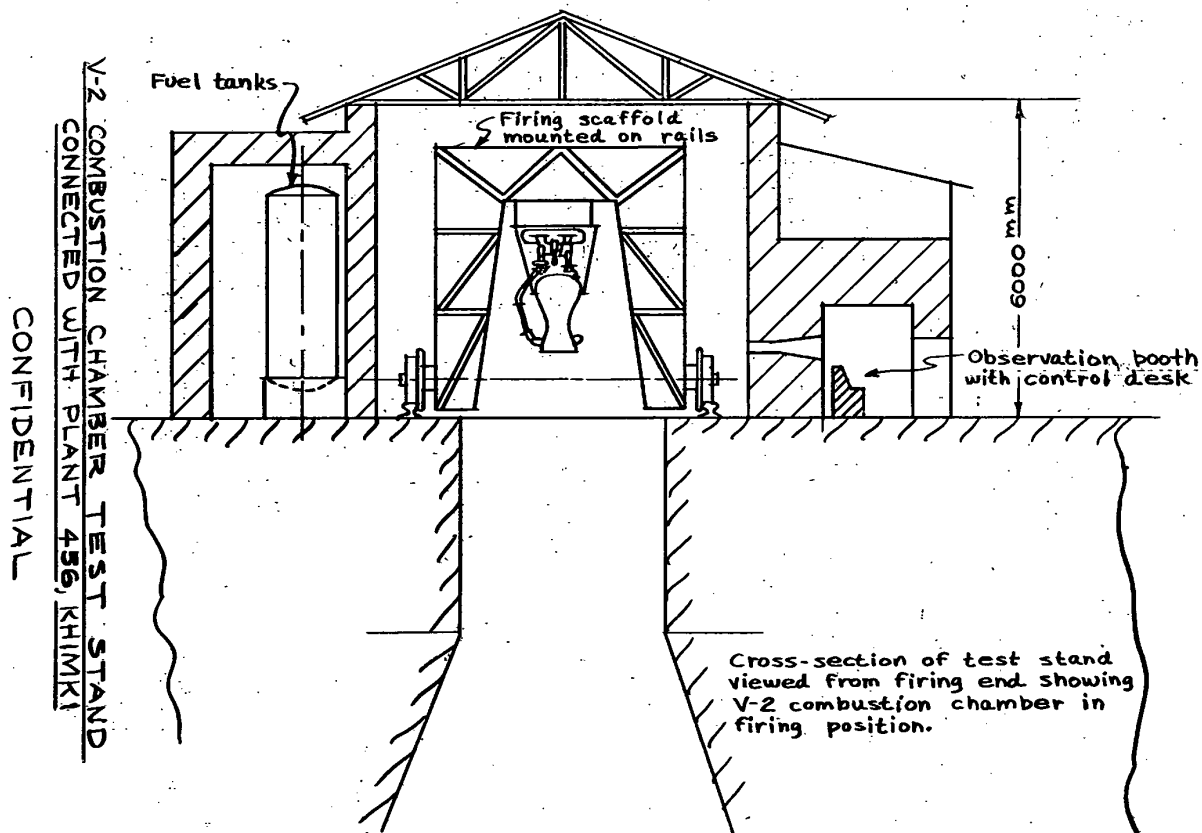 V-2 COMBUSTION CHAMBER TEST STAND
CONNECTED WITH PLANT 456, KHIMKI
CONFIDENTIAL
Fuel tanks
Firing scaffold
mounted on rails
6000 mm
Observation booth
with control desk
Cross-section of test stand
viewed from firing end showing
V-2 combustion chamber in
firing position.